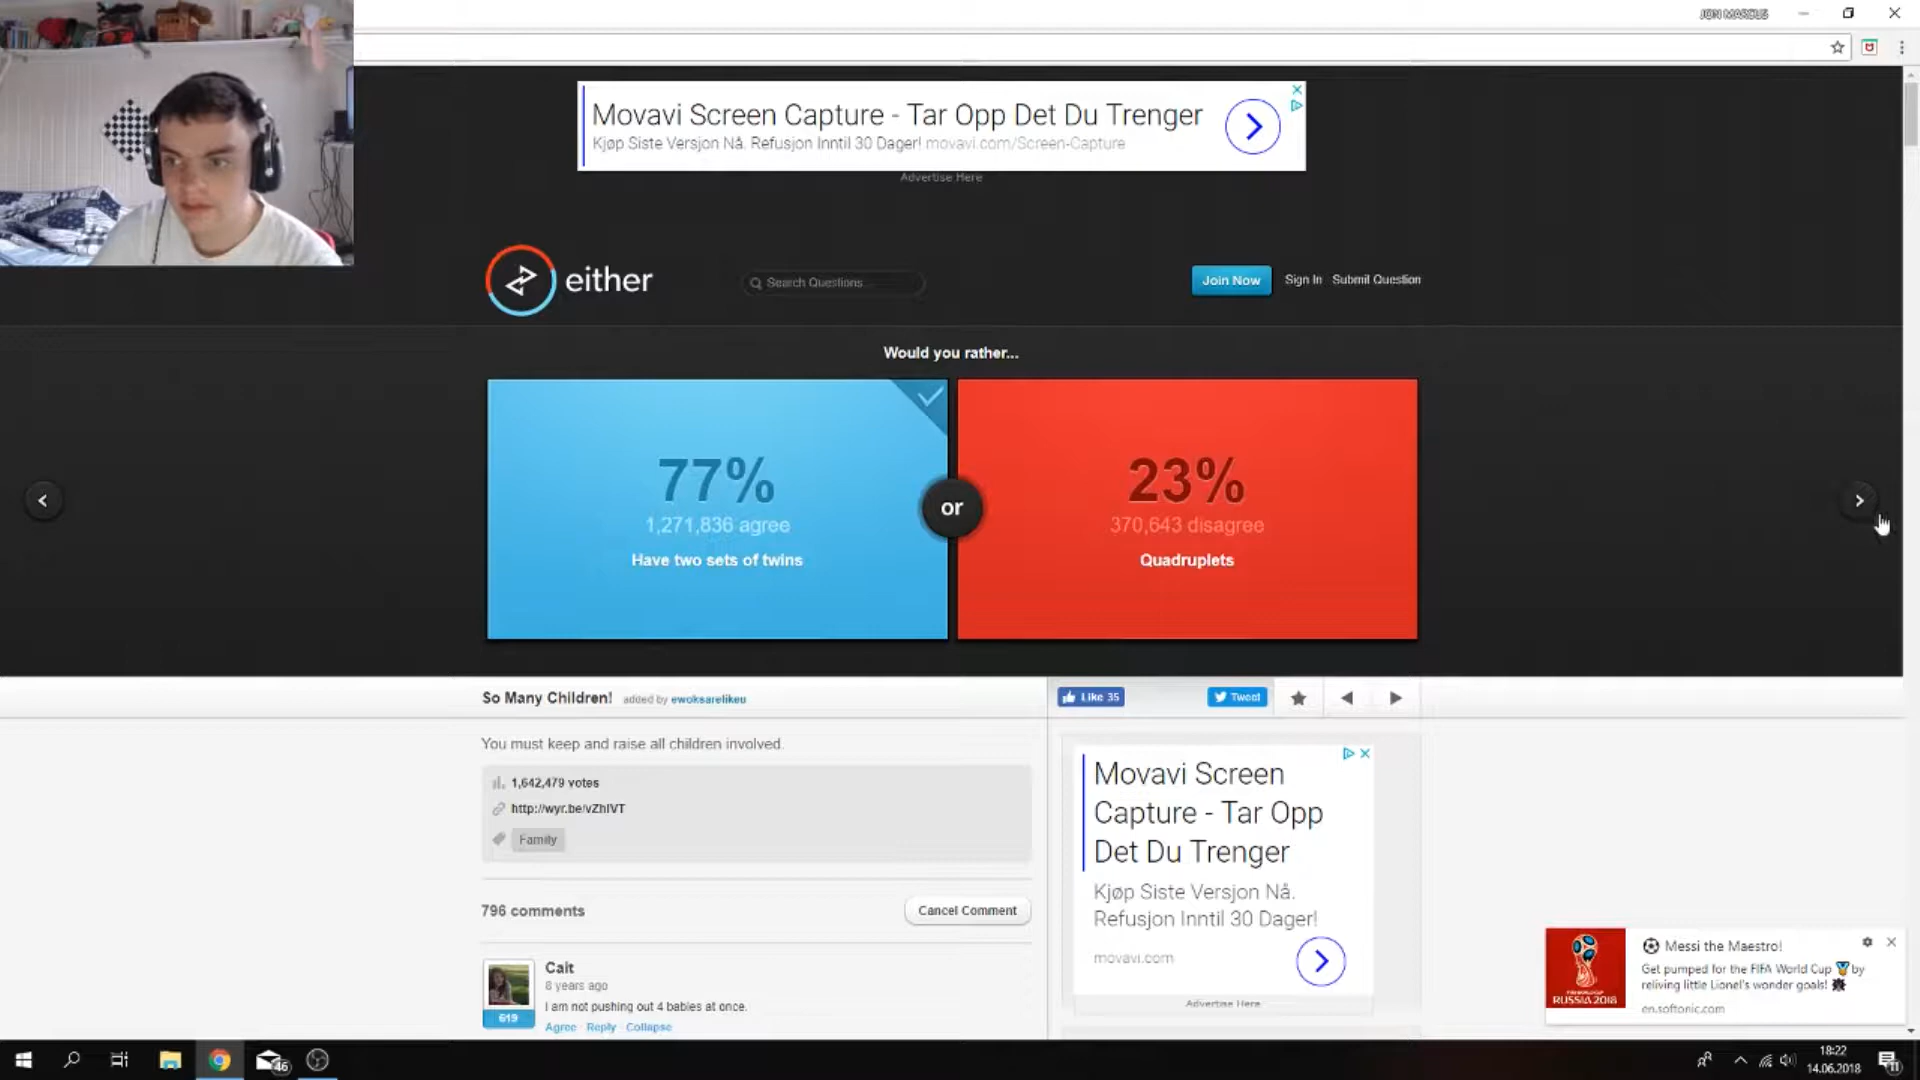 JON MARCUS
Movavi Screen Capture - Tar Opp Det Du Trenger
Kjøp Siste Versjon Nå. Refusjon Inntil 30 Dager! movavi.com/Screen-Capture
Advertise Here
either
Search Questions...
Join Now
Sign In
Submit Question
Would you rather...
77%
1,271,836 agree
Have two sets of twins
or
23%
370,643 disagree
Quadruplets
So Many Children! added by ewoksarelikeu
Like 35
Tweet
You must keep and raise all children involved.
1,642,479 votes
http://wyr.be/vZhIVT
Family
796 comments
Cancel Comment
Cait
8 years ago
I am not pushing out 4 babies at once.
619
Agree · Reply · Collapse
Movavi Screen
Capture - Tar Opp
Det Du Trenger
Kjøp Siste Versjon Nå.
Refusjon Inntil 30 Dager!
movavi.com
Advertise Here
RUSSIA 2018
Messi the Maestro!
Get pumped for the FIFA World Cup by
reliving little Lionel's wonder goals!
en.softonic.com
46
18:22
14.06.2018
11